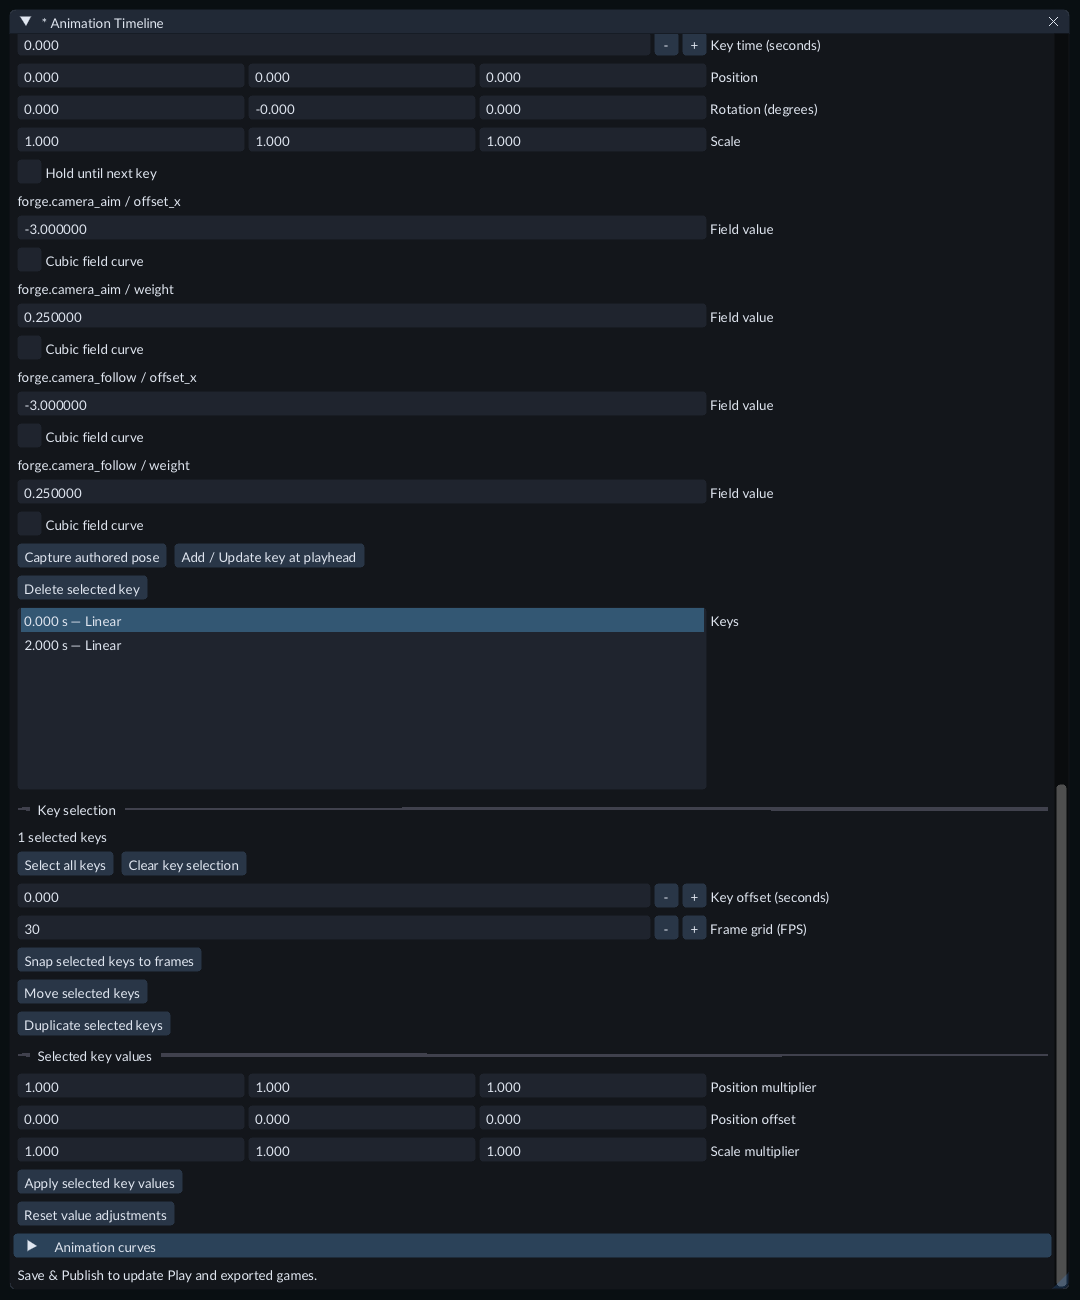 * Animation Timeline
0.000 - + Key time (seconds)
0.000 0.000 0.000 Position
0.000 -0.000 0.000 Rotation (degrees)
1.000 1.000 1.000 Scale
Hold until next key
forge.camera_aim / offset_x
-3.000000 Field value
Cubic field curve
forge.camera_aim / weight
0.250000 Field value
Cubic field curve
forge.camera_follow / offset_x
-3.000000 Field value
Cubic field curve
forge.camera_follow / weight
0.250000 Field value
Cubic field curve
Capture authored pose Add / Update key at playhead
Delete selected key
0.000 s — Linear Keys
2.000 s — Linear
Key selection
1 selected keys
Select all keys Clear key selection
0.000 - + Key offset (seconds)
30 - + Frame grid (FPS)
Snap selected keys to frames
Move selected keys
Duplicate selected keys
Selected key values
1.000 1.000 1.000 Position multiplier
0.000 0.000 0.000 Position offset
1.000 1.000 1.000 Scale multiplier
Apply selected key values
Reset value adjustments
Animation curves
Save & Publish to update Play and exported games.